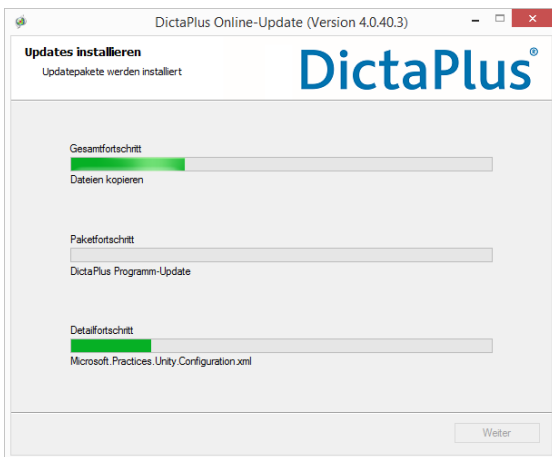 DictaPlus Online-Update (Version 4.0.40.3)
Updates installieren
Updatepakete werden installiert
DictaPlus®
Gesamtfortschritt
Dateien kopieren
Paketfortschritt
DictaPlus Programm-Update
Detailfortschritt
Microsoft.Practices.Unity.Configuration.xml
Weiter